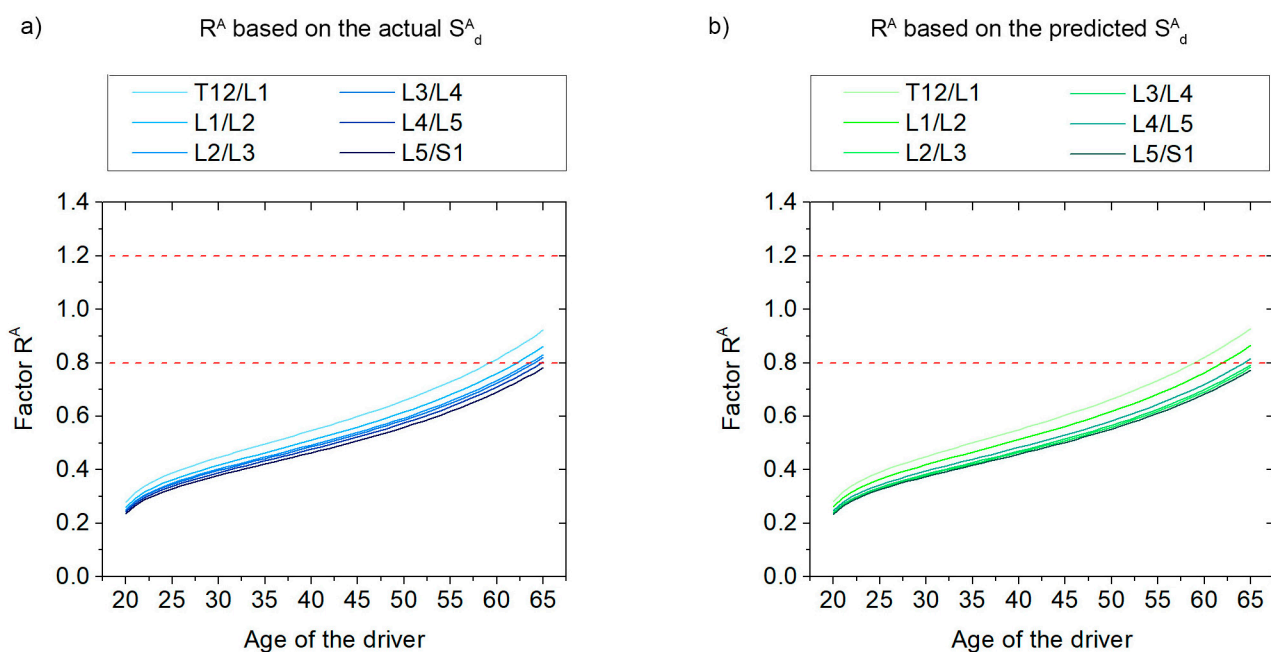 a) R^A based on the actual S^A_d
T12/L1 L3/L4
L1/L2 L4/L5
L2/L3 L5/S1
1.4
1.2
1.0
0.8
0.6
0.4
0.2
0.0
Factor R^A
20 25 30 35 40 45 50 55 60 65
Age of the driver
b) R^A based on the predicted S^A_d
T12/L1 L3/L4
L1/L2 L4/L5
L2/L3 L5/S1
1.4
1.2
1.0
0.8
0.6
0.4
0.2
0.0
Factor R^A
20 25 30 35 40 45 50 55 60 65
Age of the driver